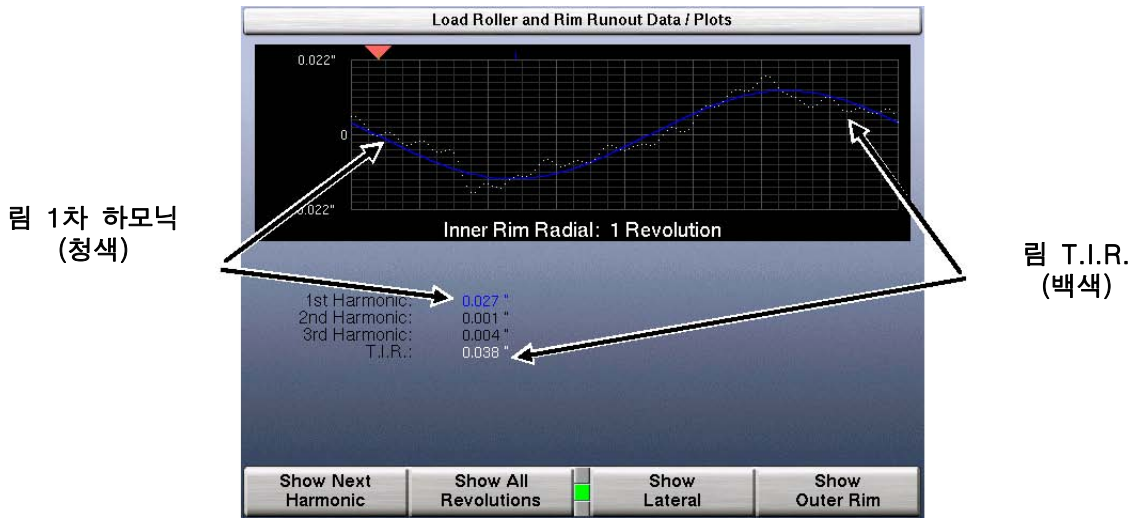 Load Roller and Rim Runout Data / Plots
0.022"
0
0.022"
Inner Rim Radial: 1 Revolution
림 1차 하모닉
(청색)
림 T.I.R.
(백색)
1st Harmonic: 0.027 "
2nd Harmonic: 0.001 "
3rd Harmonic: 0.004 "
T.I.R.: 0.038 "
Show Next
Harmonic
Show All
Revolutions
Show
Lateral
Show
Outer Rim